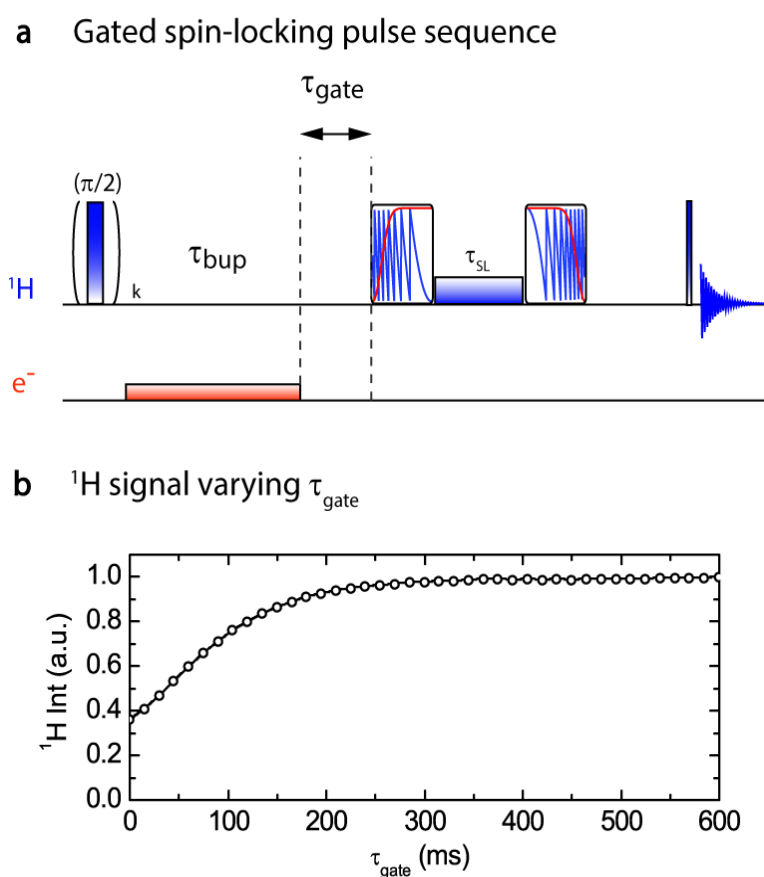 a Gated spin-locking pulse sequence
τgate
(π/2)
τbup
τSL
¹H
k
e⁻
b ¹H signal varying τgate
¹H Int (a.u.)
1.0
0.8
0.6
0.4
0.2
0.0
0 100 200 300 400 500 600
τgate (ms)